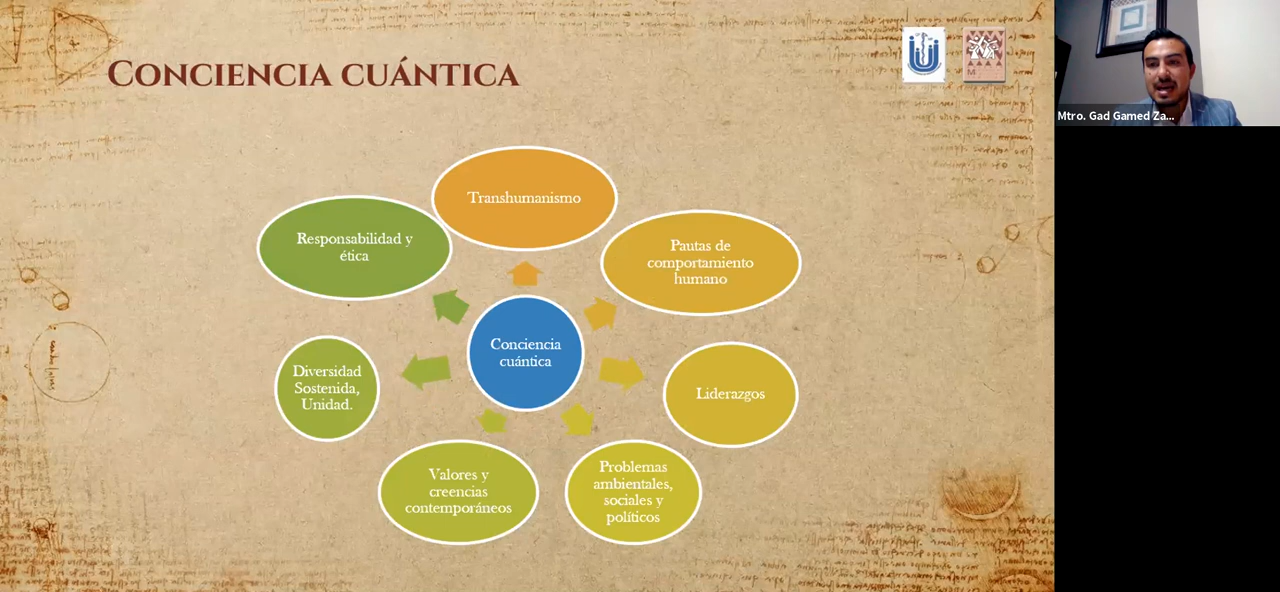 CONCIENCIA CUÁNTICA
Mtro. Gad Gamed Za...
Transhumanismo
Responsabilidad y
ética
Pautas de
comportamiento
humano
Conciencia
cuántica
Diversidad
Sostenida,
Unidad.
Liderazgos
Valores y
creencias
contemporáneos
Problemas
ambientales,
sociales y
políticos